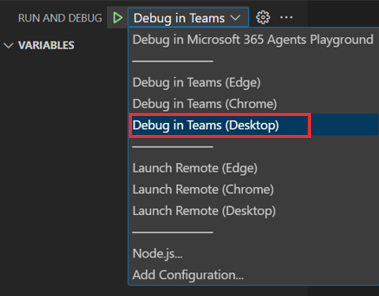 RUN AND DEBUG Debug in Teams
VARIABLES
Debug in Microsoft 365 Agents Playground
Debug in Teams (Edge)
Debug in Teams (Chrome)
Debug in Teams (Desktop)
Launch Remote (Edge)
Launch Remote (Chrome)
Launch Remote (Desktop)
Node.js...
Add Configuration...